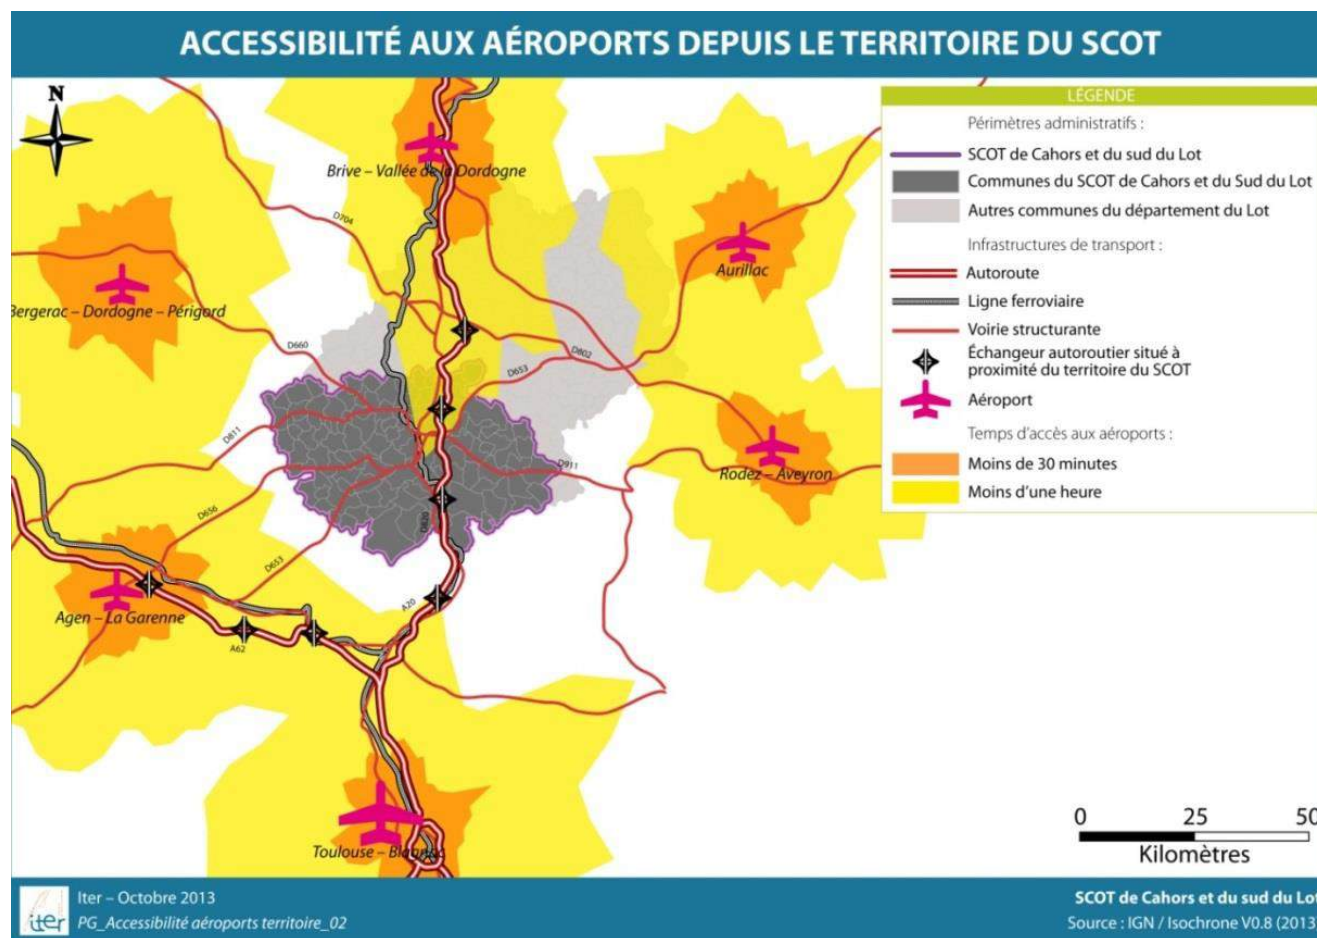 ACCESSIBILITÉ AUX AÉROPORTS DEPUIS LE TERRITOIRE DU SCOT
N
LÉGENDE
Périmètres administratifs :
SCOT de Cahors et du sud du Lot
Communes du SCOT de Cahors et du Sud du Lot
Autres communes du département du Lot
Infrastructures de transport :
Autoroute
Ligne ferroviaire
Voirie structurante
Échangeur autoroutier situé à
proximité du territoire du SCOT
Aéroport
Temps d'accès aux aéroports :
Moins de 30 minutes
Moins d'une heure
Brive – Vallée de la Dordogne
D704
Aurillac
Bergerac – Dordogne – Périgord
D660
D802
D653
D811
D911
Rodez – Aveyron
D656
D820
D653
A20
Agen – La Garenne
A62
Toulouse – Blagnac
0 25 50
Kilomètres
Iter – Octobre 2013
PG_Accessibilité aéroports territoire_02
iter
SCOT de Cahors et du sud du Lot
Source : IGN / Isochrone V0.8 (2013)